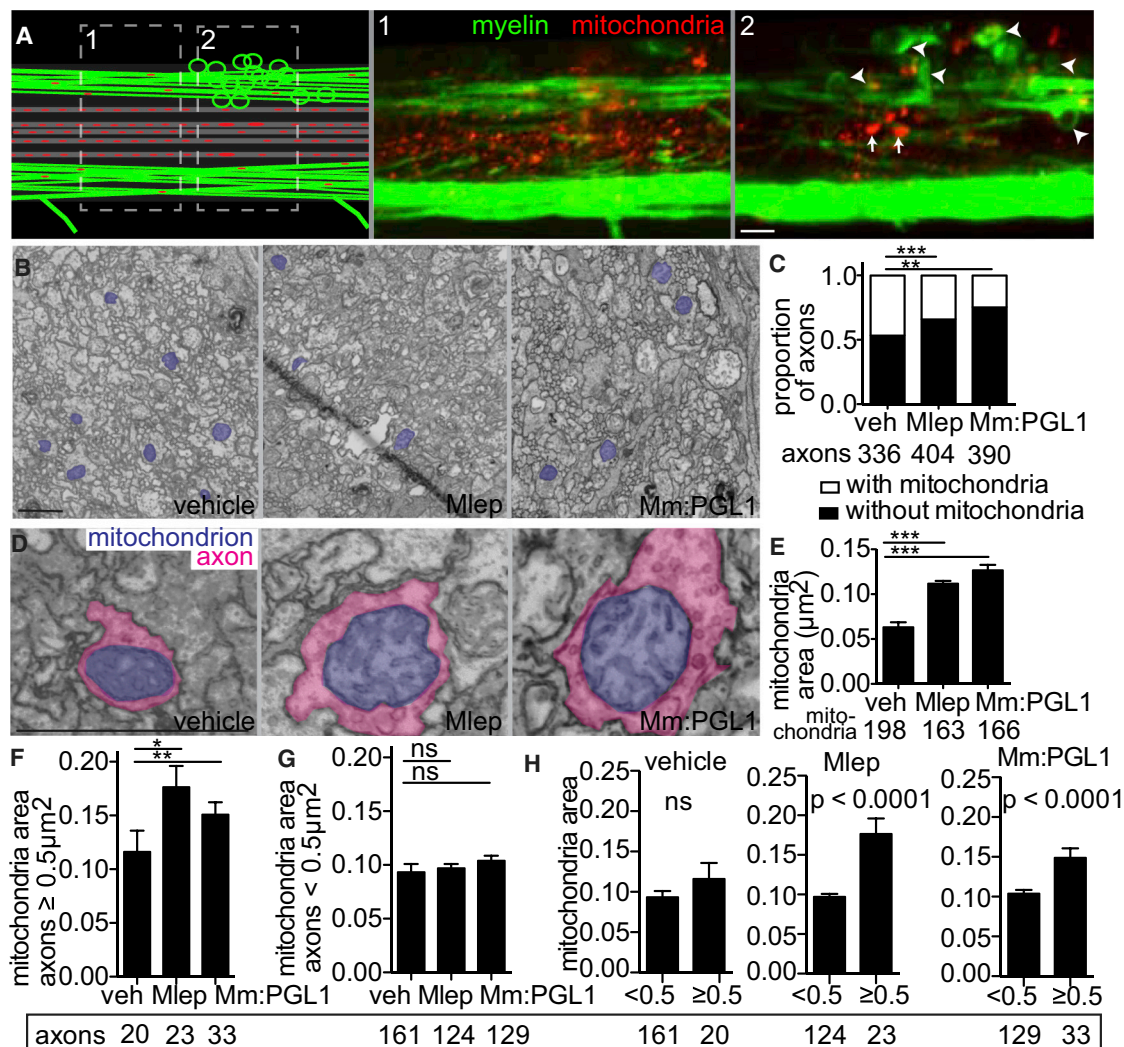 A
1
2
1
myelin
mitochondria
2
B
vehicle
Mlep
Mm:PGL1
C
proportion
of axons
1.0
0.5
0.0
***
**
veh Mlep Mm:PGL1
axons 336 404 390
with mitochondria
without mitochondria
D
mitochondrion
axon
vehicle
Mlep
Mm:PGL1
E
mitochondria
area (µm2)
0.15
0.10
0.05
0.00
***
***
veh Mlep Mm:PGL1
mito-
chondria 198 163 166
F
mitochondria area
axons ≥ 0.5µm2
0.20
0.15
0.10
0.05
0.00
*
**
veh Mlep Mm:PGL1
G
mitochondria area
axons < 0.5µm2
0.20
0.15
0.10
0.05
0.00
ns
ns
veh Mlep Mm:PGL1
H
mitochondria area
vehicle
ns
0.25
0.20
0.15
0.10
0.05
0.00
<0.5 ≥0.5
Mlep
p < 0.0001
0.25
0.20
0.15
0.10
0.05
0.00
<0.5 ≥0.5
Mm:PGL1
p < 0.0001
0.25
0.20
0.15
0.10
0.05
0.00
<0.5 ≥0.5
axons 20 23 33 161 124 129 161 20 124 23 129 33